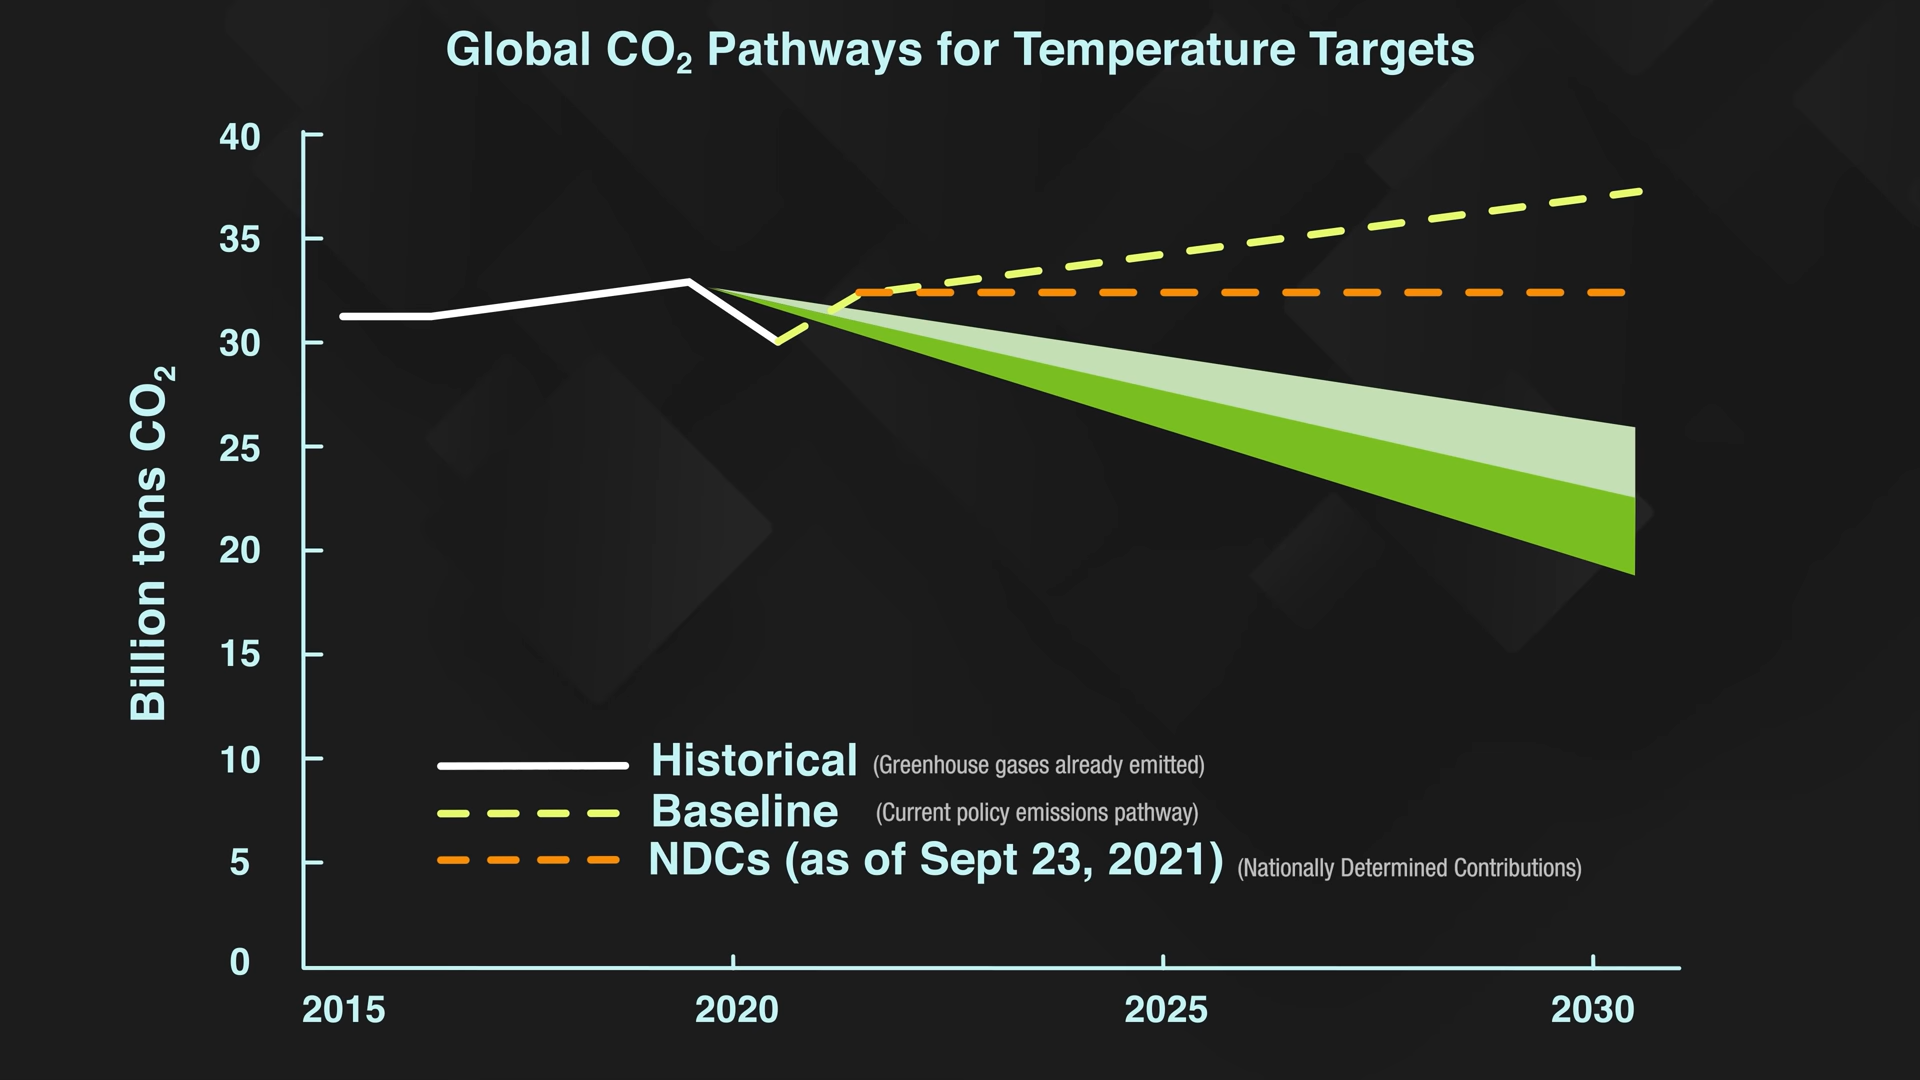 Global CO₂ Pathways for Temperature Targets
40
35
30
25
20
15
10
5
0
Billion tons CO₂
Historical (Greenhouse gases already emitted)
Baseline (Current policy emissions pathway)
NDCs (as of Sept 23, 2021) (Nationally Determined Contributions)
2015 2020 2025 2030